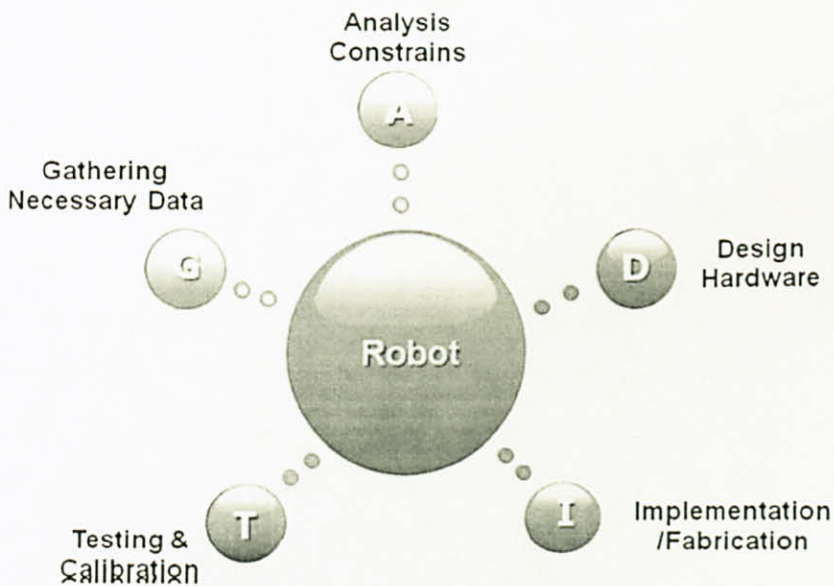 Analysis
Constrains
A
Gathering
Necessary Data
G
D
Design
Hardware
Robot
T
Testing &
Calibration
I
Implementation
/Fabrication